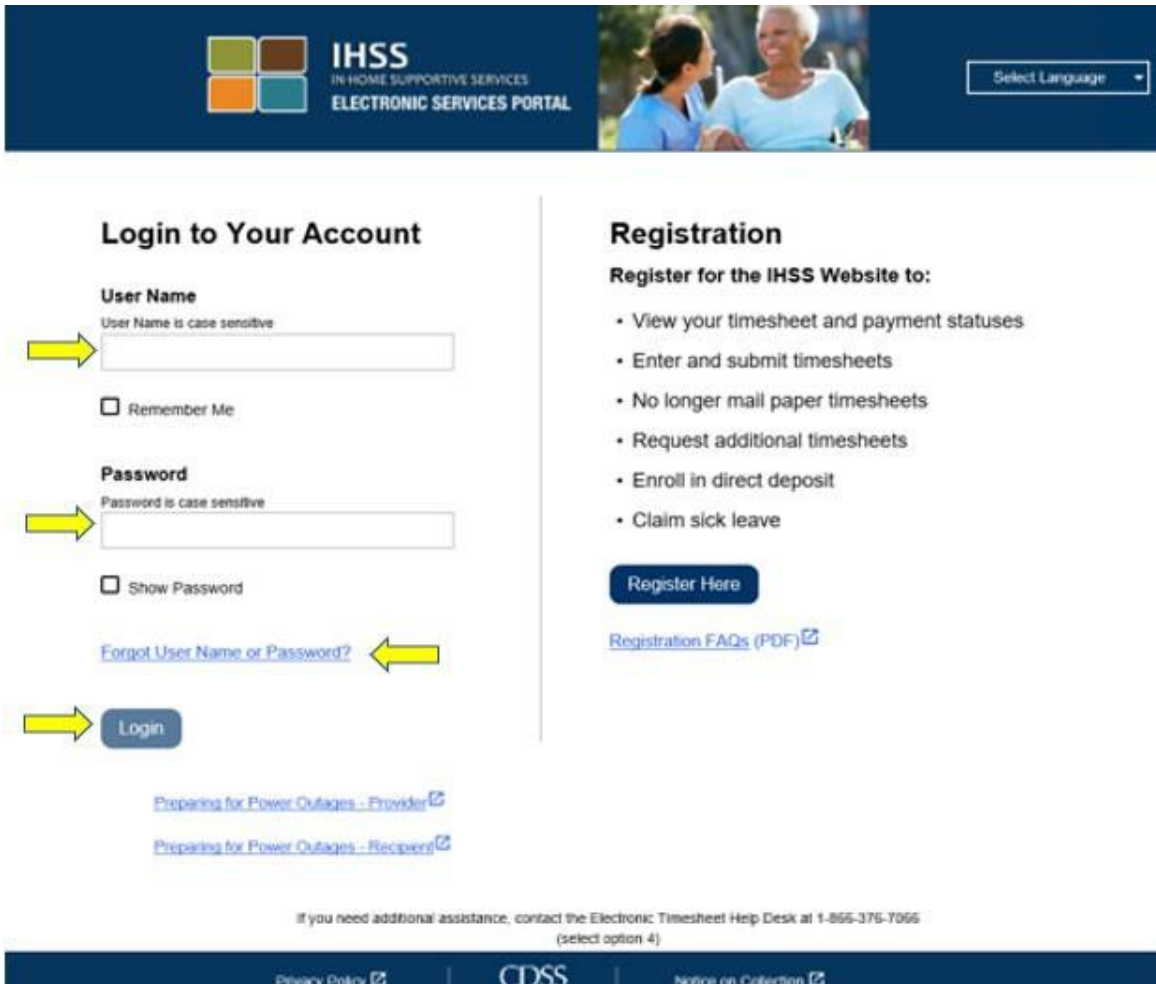 IHSS
IN-HOME SUPPORTIVE SERVICES
ELECTRONIC SERVICES PORTAL
Select Language
Login to Your Account
User Name
User Name is case sensitive
Remember Me
Password
Password is case sensitive
Show Password
Forgot User Name or Password?
Login
Preparing for Power Outages - Provider
Preparing for Power Outages - Recipient
Registration
Register for the IHSS Website to:
• View your timesheet and payment statuses
• Enter and submit timesheets
• No longer mail paper timesheets
• Request additional timesheets
• Enroll in direct deposit
• Claim sick leave
Register Here
Registration FAQs (PDF)
If you need additional assistance, contact the Electronic Timesheet Help Desk at 1-866-376-7066
(select option 4)
Privacy Policy
CDSS
Notice on Collection